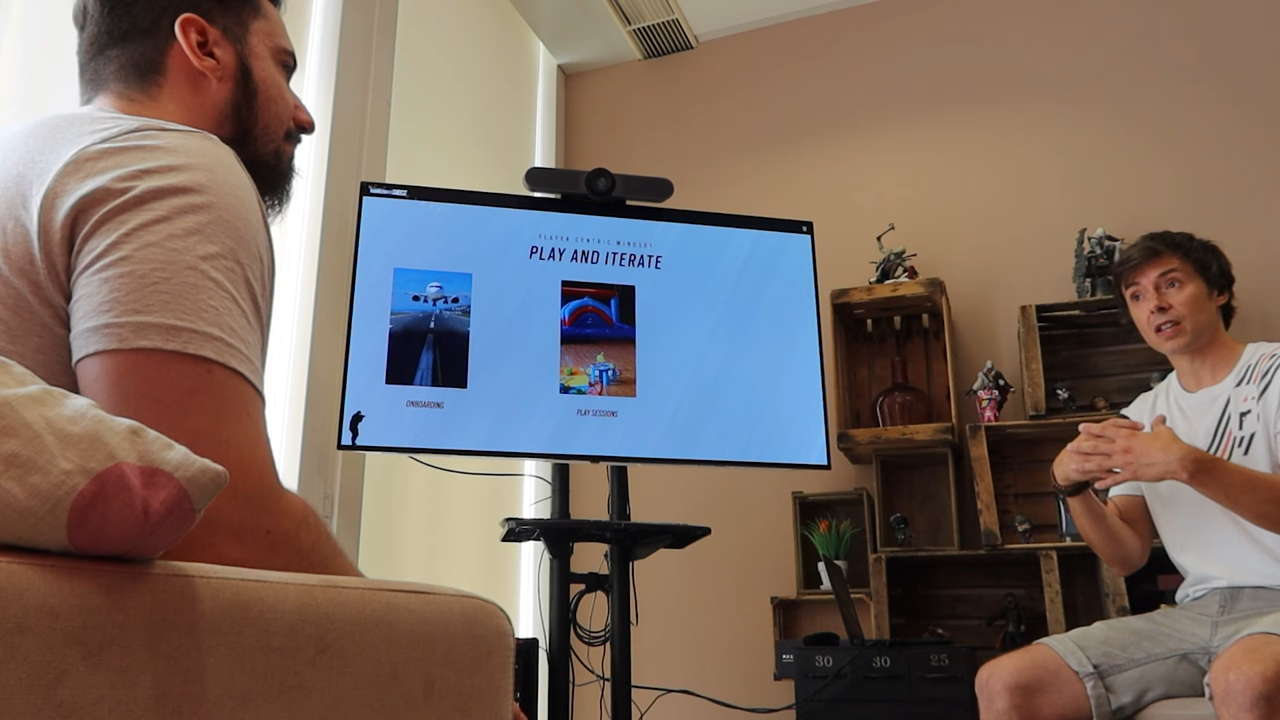 PLAYER CENTRIC MINDSET
PLAY AND ITERATE
ONBOARDING
PLAY SESSIONS
30 30 25